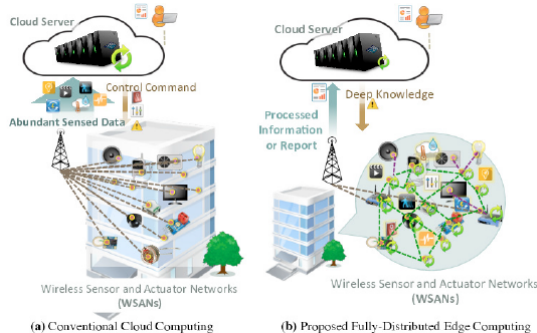 Cloud Server
Control Command
Abundant Sensed Data
Wireless Sensor and Actuator Networks
(WSANs)
(a) Conventional Cloud Computing
Cloud Server
Deep Knowledge
Processed
Information
or Report
Wireless Sensor and Actuator Networks
(WSANs)
(b) Proposed Fully-Distributed Edge Computing